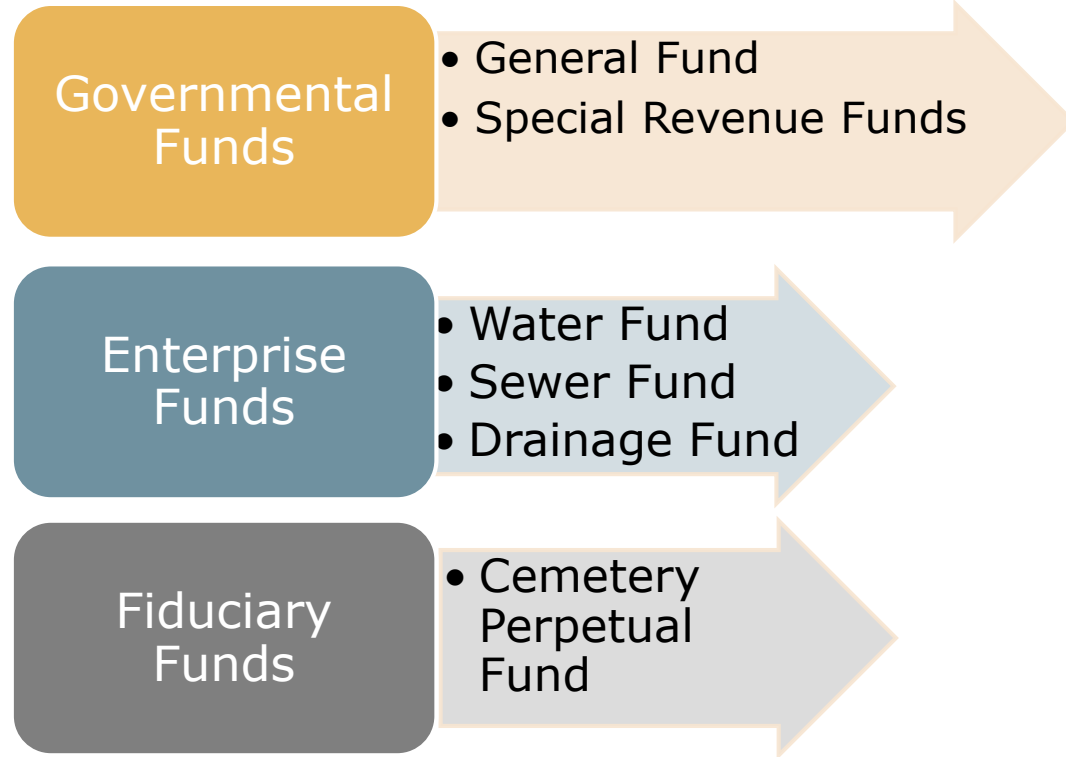 Governmental
Funds
• General Fund
• Special Revenue Funds
Enterprise
Funds
• Water Fund
• Sewer Fund
• Drainage Fund
Fiduciary
Funds
• Cemetery
Perpetual
Fund